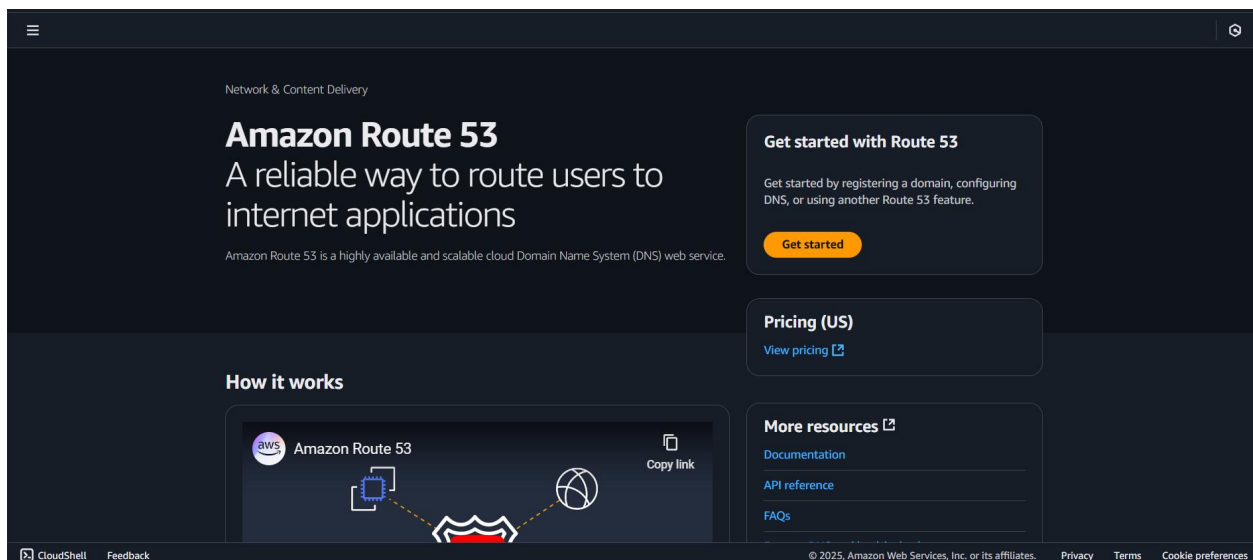 Network & Content Delivery
Amazon Route 53
A reliable way to route users to
internet applications
Amazon Route 53 is a highly available and scalable cloud Domain Name System (DNS) web service.
Get started with Route 53
Get started by registering a domain, configuring
DNS, or using another Route 53 feature.
Get started
Pricing (US)
View pricing
How it works
aws
Amazon Route 53
Copy link
More resources
Documentation
API reference
FAQs
CloudShell
Feedback
© 2025, Amazon Web Services, Inc. or its affiliates.
Privacy
Terms
Cookie preferences